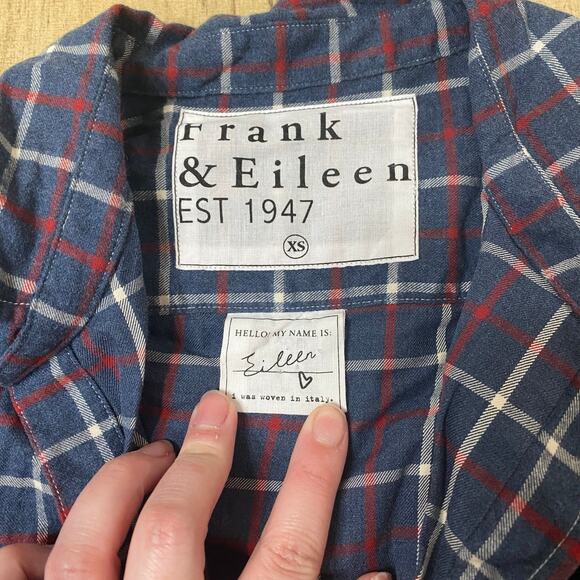 Frank
& Eileen
EST 1947
XS
HELLO! MY NAME IS:
Eileen
i was woven in italy.